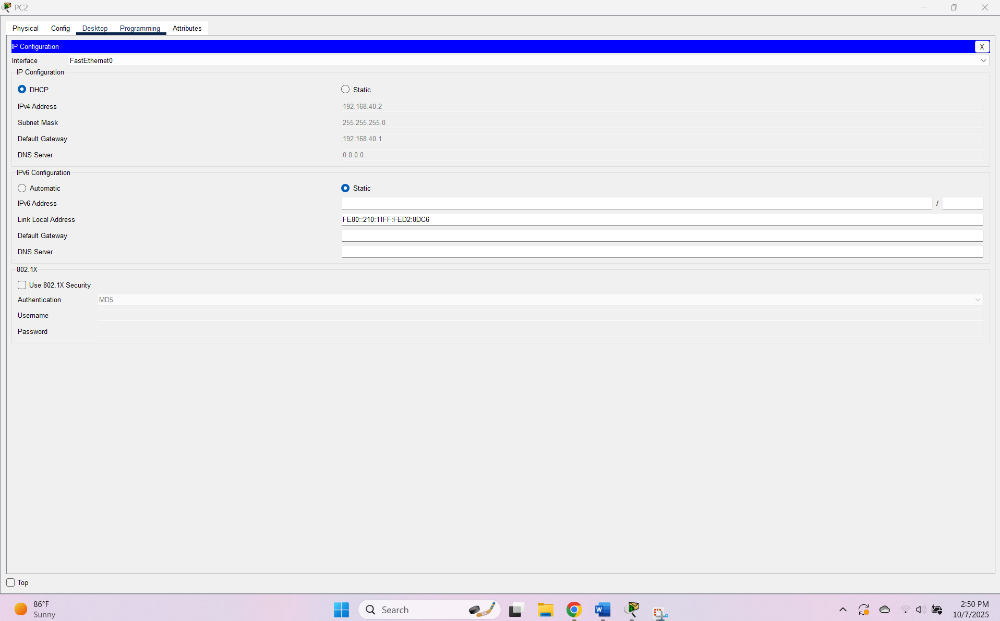 PC2
Physical Config Desktop Programming Attributes
IP Configuration X
Interface FastEthernet0
IP Configuration
DHCP Static
IPv4 Address 192.168.40.2
Subnet Mask 255.255.255.0
Default Gateway 192.168.40.1
DNS Server 0.0.0.0
IPv6 Configuration
Automatic Static
IPv6 Address /
Link Local Address FE80::210:11FF:FED2:8DC6
Default Gateway
DNS Server
802.1X
Use 802.1X Security
Authentication MD5
Username
Password
Top
86°F
Sunny
Search
W
2:50 PM
10/7/2025